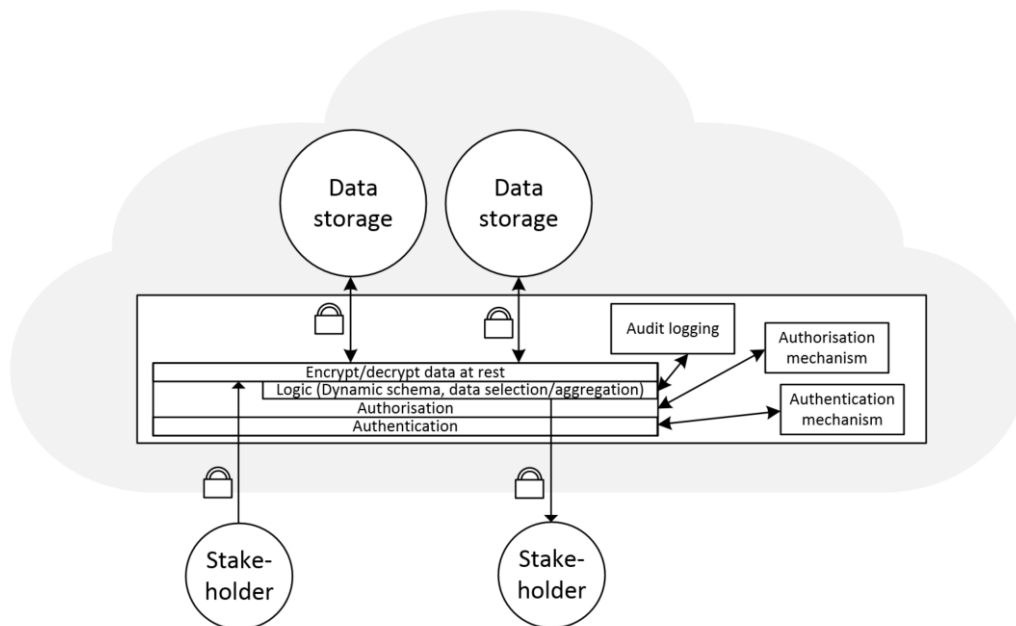 Data
storage
Data
storage
Audit logging
Authorisation
mechanism
Encrypt/decrypt data at rest
Logic (Dynamic schema, data selection/aggregation)
Authorisation
Authentication
Authentication
mechanism
Stake-
holder
Stake-
holder